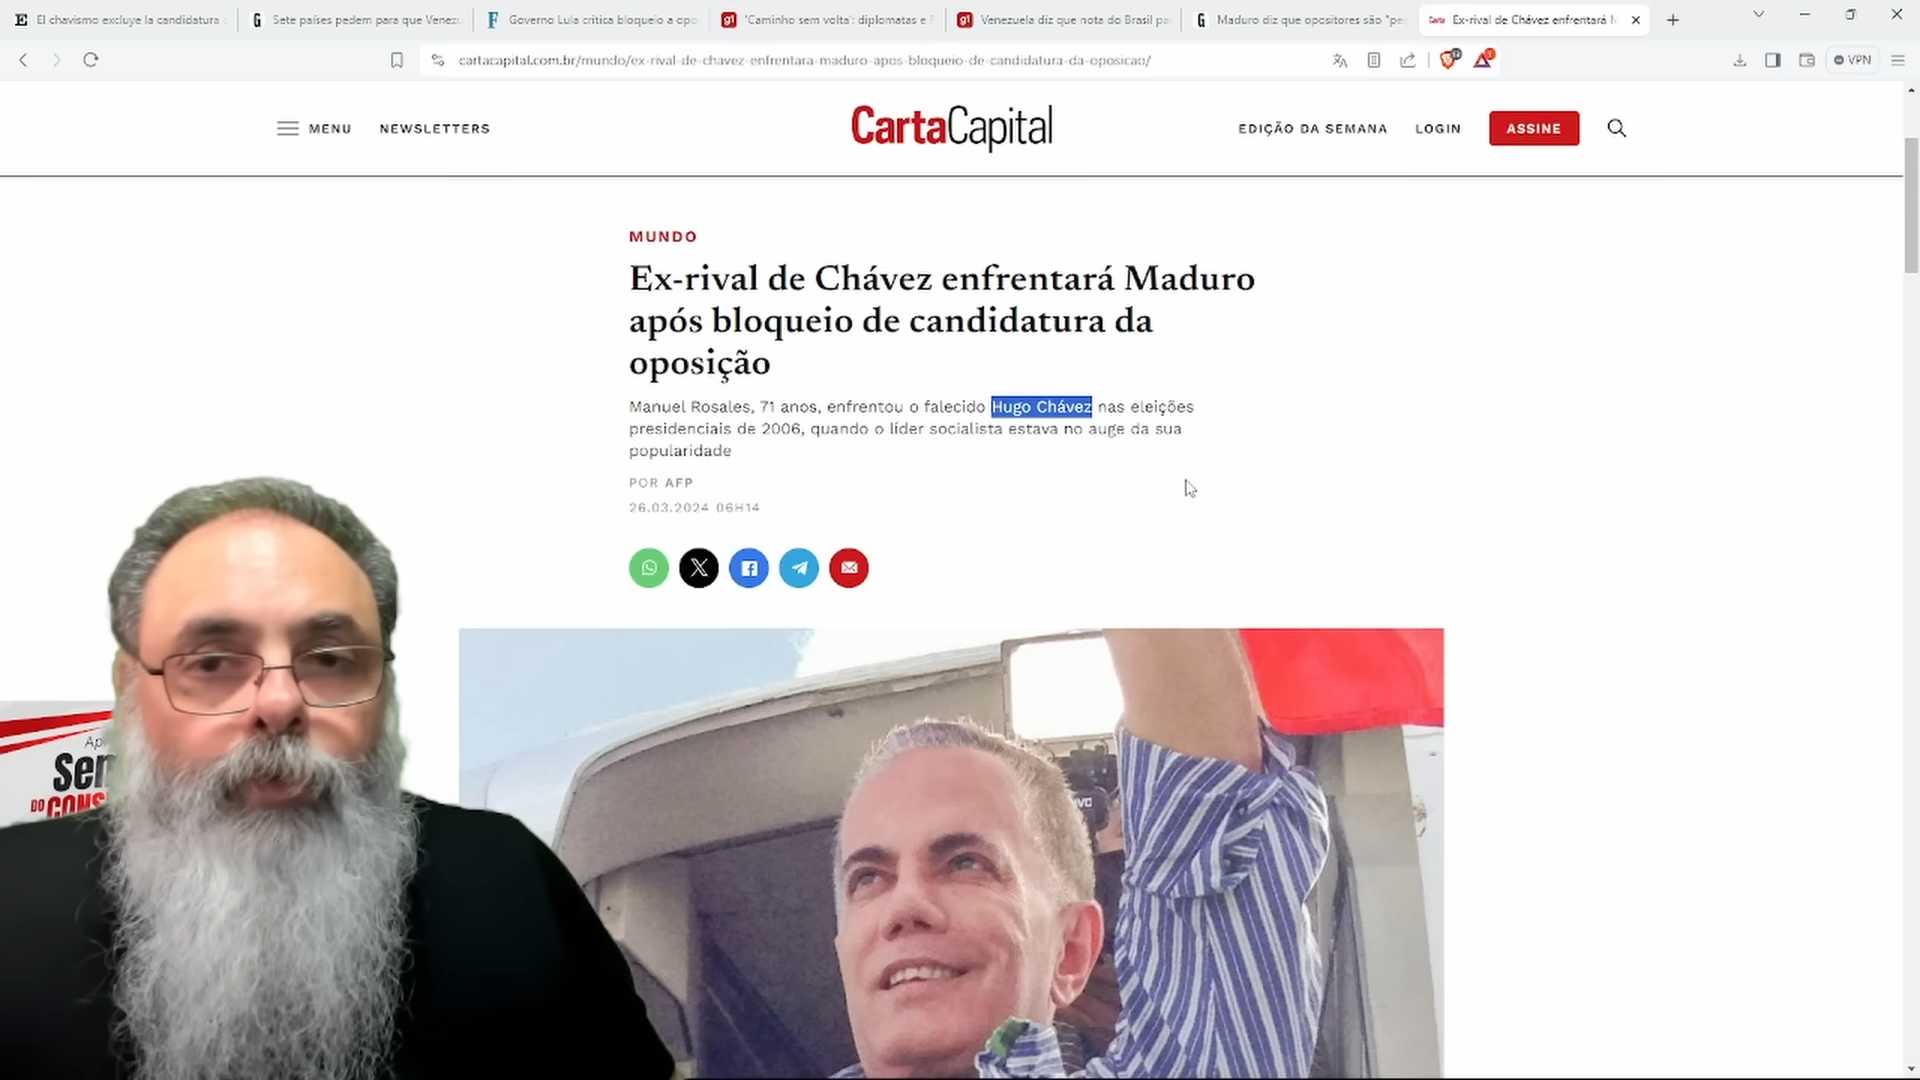 El chavismo excluye la candidatura
Sete países pedem para que Venezu
Governo Lula critica bloqueio a opo
'Caminho sem volta': diplomatas e P
Venezuela diz que nota do Brasil pa
Maduro diz que opositores são "pe
Ex-rival de Chávez enfrentará M
cartacapital.com.br/mundo/ex-rival-de-chavez-enfrentara-maduro-apos-bloqueio-de-candidatura-da-oposicao/
VPN
MENU
NEWSLETTERS
CartaCapital
EDIÇÃO DA SEMANA
LOGIN
ASSINE
MUNDO
Ex-rival de Chávez enfrentará Maduro
após bloqueio de candidatura da
oposição
Manuel Rosales, 71 anos, enfrentou o falecido Hugo Chávez nas eleições
presidenciais de 2006, quando o líder socialista estava no auge da sua
popularidade
POR AFP
26.03.2024 06H14
Ap
Sem
DO CONS